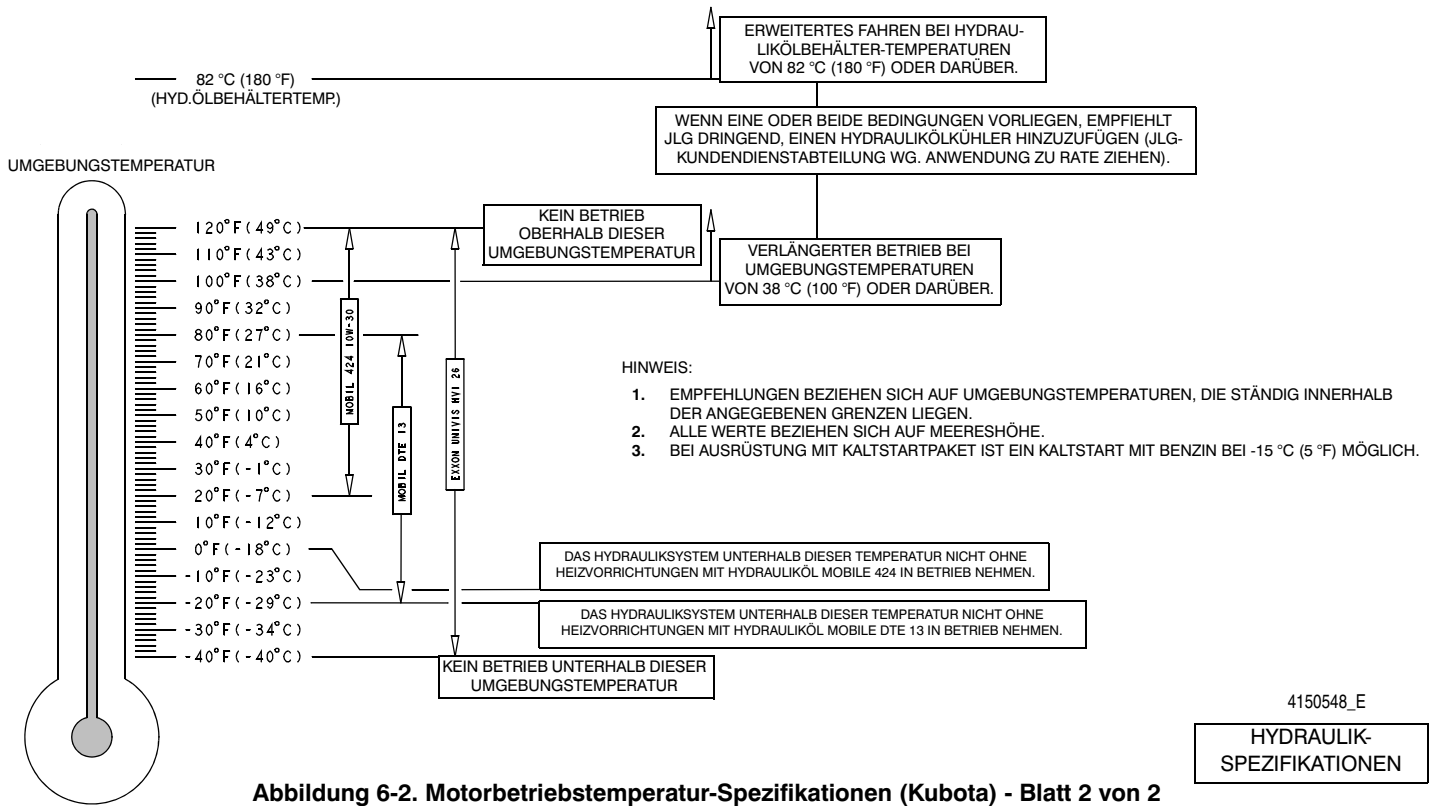 ERWEITERTES FAHREN BEI HYDRAU-
LIKÖLBEHÄLTER-TEMPERATUREN
VON 82 °C (180 °F) ODER DARÜBER.
82 °C (180 °F)
(HYD.ÖLBEHÄLTERTEMP.)
WENN EINE ODER BEIDE BEDINGUNGEN VORLIEGEN, EMPFIEHLT
JLG DRINGEND, EINEN HYDRAULIKÖLKÜHLER HINZUZUFÜGEN (JLG-
KUNDENDIENSTABTEILUNG WG. ANWENDUNG ZU RATE ZIEHEN).
UMGEBUNGSTEMPERATUR
KEIN BETRIEB
OBERHALB DIESER
UMGEBUNGSTEMPERATUR
VERLÄNGERTER BETRIEB BEI
UMGEBUNGSTEMPERATUREN
VON 38 °C (100 °F) ODER DARÜBER.
120°F(49°C)
110°F(43°C)
100°F(38°C)
90°F(32°C)
80°F(27°C)
70°F(21°C)
60°F(16°C)
50°F(10°C)
40°F(4°C)
30°F(-1°C)
20°F(-7°C)
10°F(-12°C)
0°F(-18°C)
-10°F(-23°C)
-20°F(-29°C)
-30°F(-34°C)
-40°F(-40°C)
MOBIL 424 10W-30
MOBIL DTE 13
EXXON UNIVIS HVI 26
HINWEIS:
1. EMPFEHLUNGEN BEZIEHEN SICH AUF UMGEBUNGSTEMPERATUREN, DIE STÄNDIG INNERHALB
DER ANGEGEBENEN GRENZEN LIEGEN.
2. ALLE WERTE BEZIEHEN SICH AUF MEERESHÖHE.
3. BEI AUSRÜSTUNG MIT KALTSTARTPAKET IST EIN KALTSTART MIT BENZIN BEI -15 °C (5 °F) MÖGLICH.
DAS HYDRAULIKSYSTEM UNTERHALB DIESER TEMPERATUR NICHT OHNE
HEIZVORRICHTUNGEN MIT HYDRAULIKÖL MOBILE 424 IN BETRIEB NEHMEN.
DAS HYDRAULIKSYSTEM UNTERHALB DIESER TEMPERATUR NICHT OHNE
HEIZVORRICHTUNGEN MIT HYDRAULIKÖL MOBILE DTE 13 IN BETRIEB NEHMEN.
KEIN BETRIEB UNTERHALB DIESER
UMGEBUNGSTEMPERATUR
4150548_E
HYDRAULIK-
SPEZIFIKATIONEN
Abbildung 6-2. Motorbetriebstemperatur-Spezifikationen (Kubota) - Blatt 2 von 2